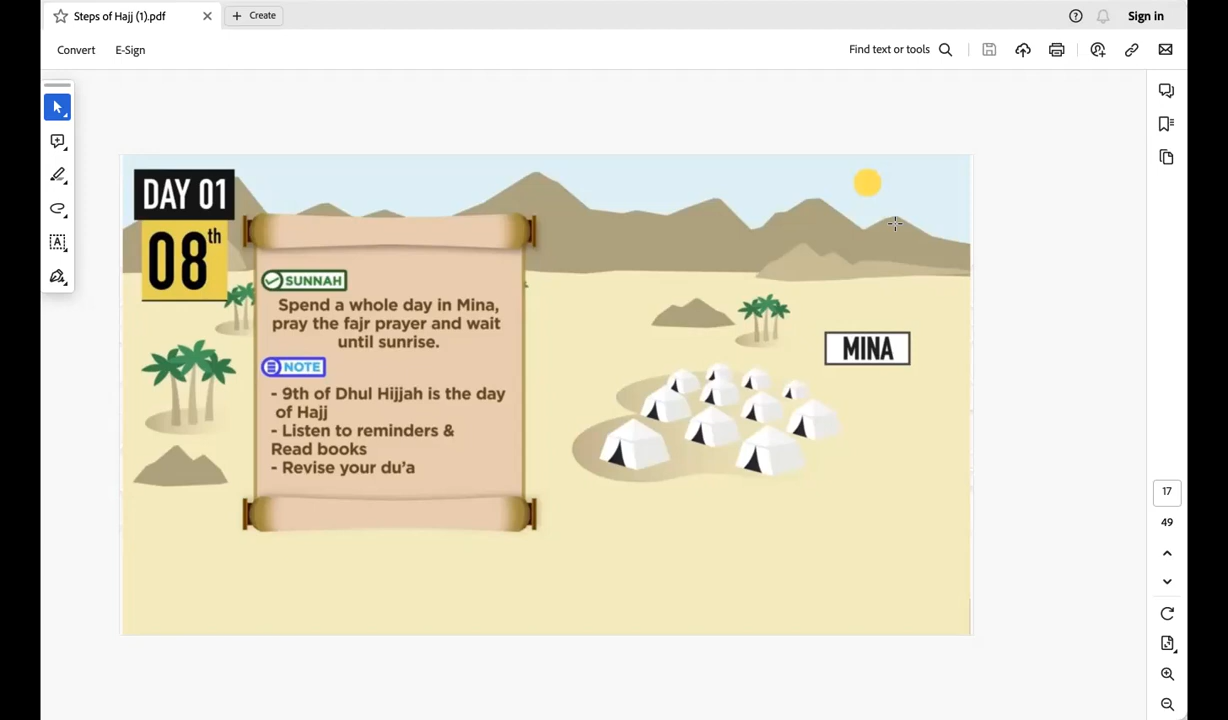 Steps of Hajj (1).pdf
Create
Sign in
Convert
E-Sign
Find text or tools
DAY 01
08th
SUNNAH
Spend a whole day in Mina,
pray the fajr prayer and wait
until sunrise.
NOTE
- 9th of Dhul Hijjah is the day
of Hajj
- Listen to reminders &
Read books
- Revise your du'a
MINA
17
49